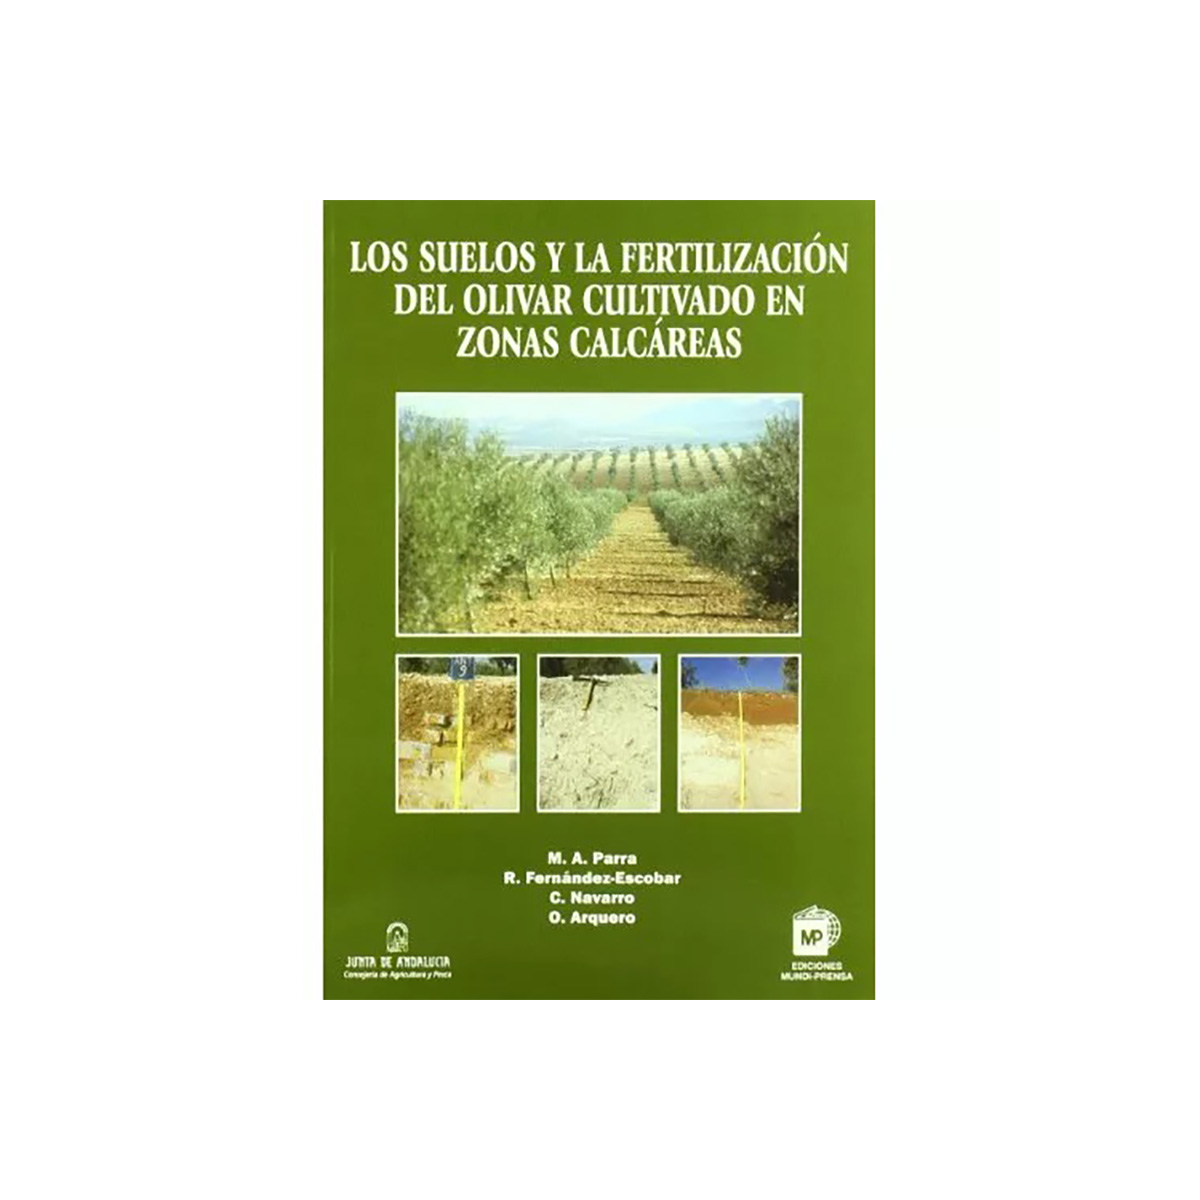 LOS SUELOS Y LA FERTILIZACIÓN
DEL OLIVAR CULTIVADO EN
ZONAS CALCÁREAS
9
M. A. Parra
R. Fernández-Escobar
C. Navarro
O. Arquero
JUNTA DE ANDALUCIA
Consejería de Agricultura y Pesca
MP
EDICIONES
MUNDI-PRENSA